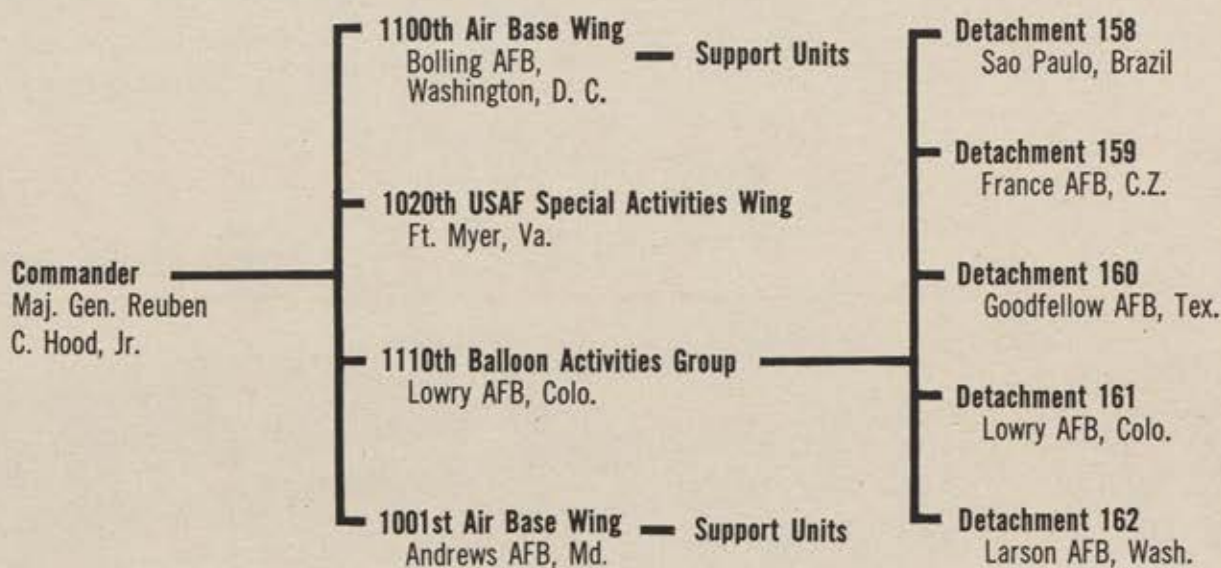 Commander
Maj. Gen. Reuben
C. Hood, Jr.
1100th Air Base Wing
Bolling AFB,
Washington, D. C.
Support Units
1020th USAF Special Activities Wing
Ft. Myer, Va.
1110th Balloon Activities Group
Lowry AFB, Colo.
1001st Air Base Wing
Andrews AFB, Md.
Support Units
Detachment 158
Sao Paulo, Brazil
Detachment 159
France AFB, C.Z.
Detachment 160
Goodfellow AFB, Tex.
Detachment 161
Lowry AFB, Colo.
Detachment 162
Larson AFB, Wash.